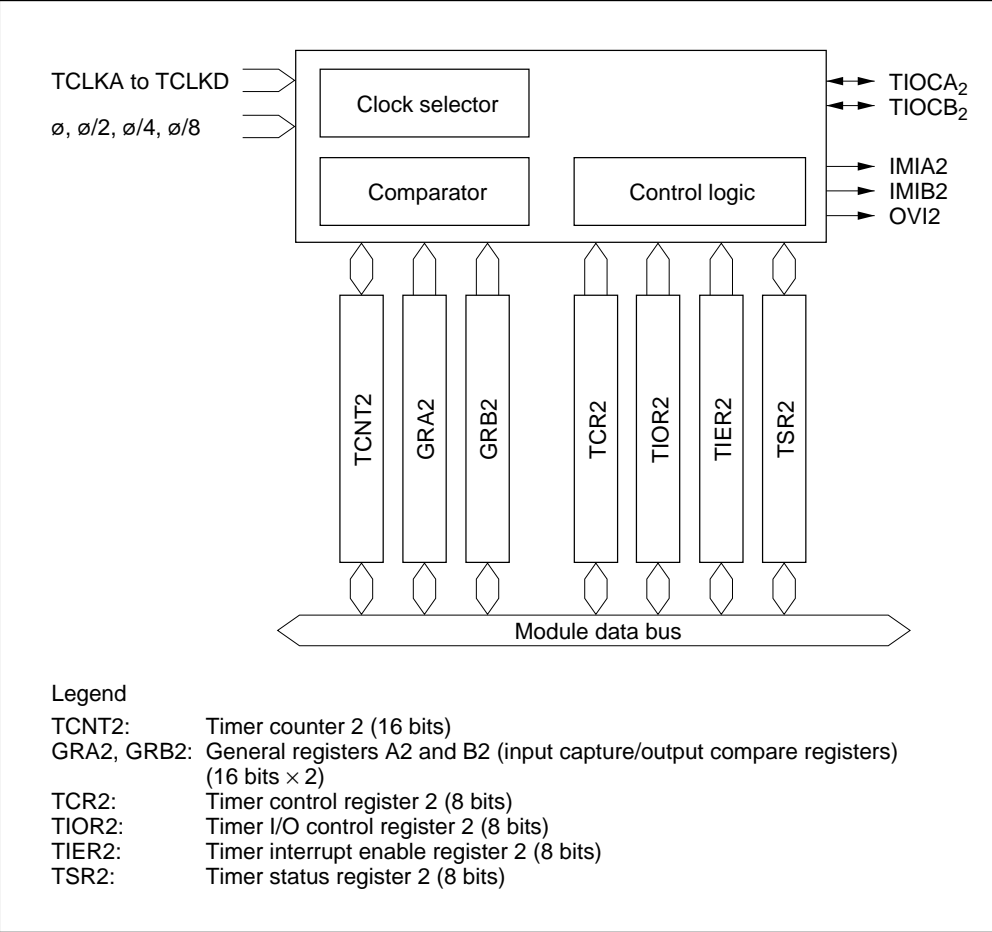 TCLKA to TCLKD
ø, ø/2, ø/4, ø/8
Clock selector
Comparator
Control logic
TIOCA2
TIOCB2
IMIA2
IMIB2
OVI2
TCNT2
GRA2
GRB2
TCR2
TIOR2
TIER2
TSR2
Module data bus
Legend
TCNT2: Timer counter 2 (16 bits)
GRA2, GRB2: General registers A2 and B2 (input capture/output compare registers)
(16 bits × 2)
TCR2: Timer control register 2 (8 bits)
TIOR2: Timer I/O control register 2 (8 bits)
TIER2: Timer interrupt enable register 2 (8 bits)
TSR2: Timer status register 2 (8 bits)